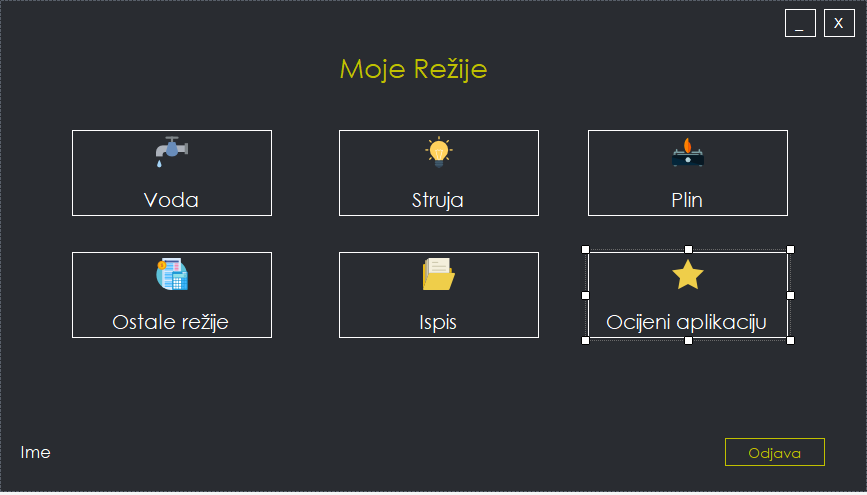 _ X
Moje Režije
Voda
Struja
Plin
Ostale režije
Ispis
Ocijeni aplikaciju
Ime
Odjava